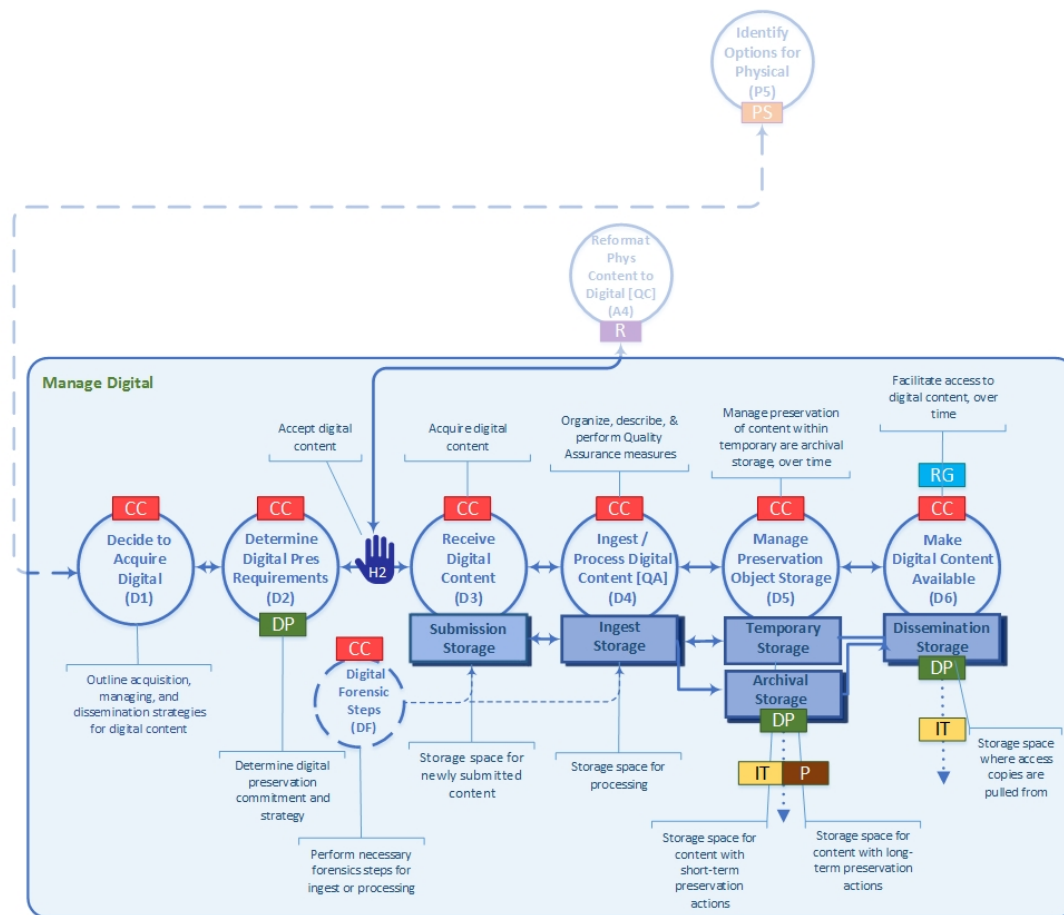 Identify
Options for
Physical
(P5)
PS
Reformat
Phys
Content to
Digital [QC]
(A4)
R
Manage Digital
Accept digital
content
Acquire digital
content
Organize, describe, &
perform Quality
Assurance measures
Manage preservation
of content within
temporary are archival
storage, over time
Facilitate access to
digital content, over
time
RG
CC
Decide to
Acquire
Digital
(D1)
CC
Determine
Digital Pres
Requirements
(D2)
DP
H2
CC
Receive
Digital
Content
(D3)
Submission
Storage
CC
Ingest /
Process Digital
Content [QA]
(D4)
Ingest
Storage
CC
Manage
Preservation
Object Storage
(D5)
Temporary
Storage
Archival
Storage
DP
IT
P
CC
Make
Digital Content
Available
(D6)
Dissemination
Storage
DP
IT
CC
Digital
Forensic
Steps
(DF)
Outline acquisition,
managing, and
dissemination strategies
for digital content
Determine digital
preservation
commitment and
strategy
Perform necessary
forensics steps for
ingest or processing
Storage space for
newly submitted
content
Storage space for
processing
Storage space for
content with
short-term
preservation
actions
Storage space for
content with long-
term preservation
actions
Storage space
where access
copies are
pulled from